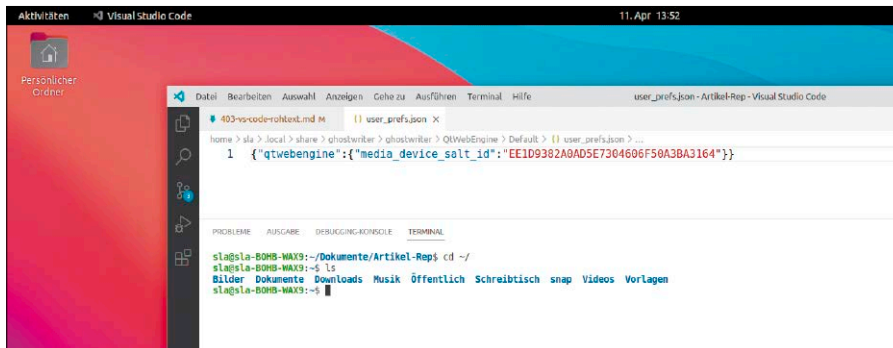 Aktivitäten Visual Studio Code 11. Apr 13:52
Persönlicher
Ordner
Datei Bearbeiten Auswahl Anzeigen Gehe zu Ausführen Terminal Hilfe user_prefs.json - Artikel-Rep - Visual Studio Code
403-vs-code-rohtext.md M {} user_prefs.json ×
home > sla > .local > share > ghostwriter > ghostwriter > QtWebEngine > Default > {} user_prefs.json > ...
1 {"qtwebengine":{"media_device_salt_id":"EE1D9382A0AD5E7304606F50A3BA3164"}}
PROBLEME AUSGABE DEBUGGING-KONSOLE TERMINAL
sla@sla-BOHB-WAX9:~/Dokumente/Artikel-Rep$ cd ~/
sla@sla-BOHB-WAX9:~$ ls
Bilder Dokumente Downloads Musik Öffentlich Schreibtisch snap Videos Vorlagen
sla@sla-BOHB-WAX9:~$